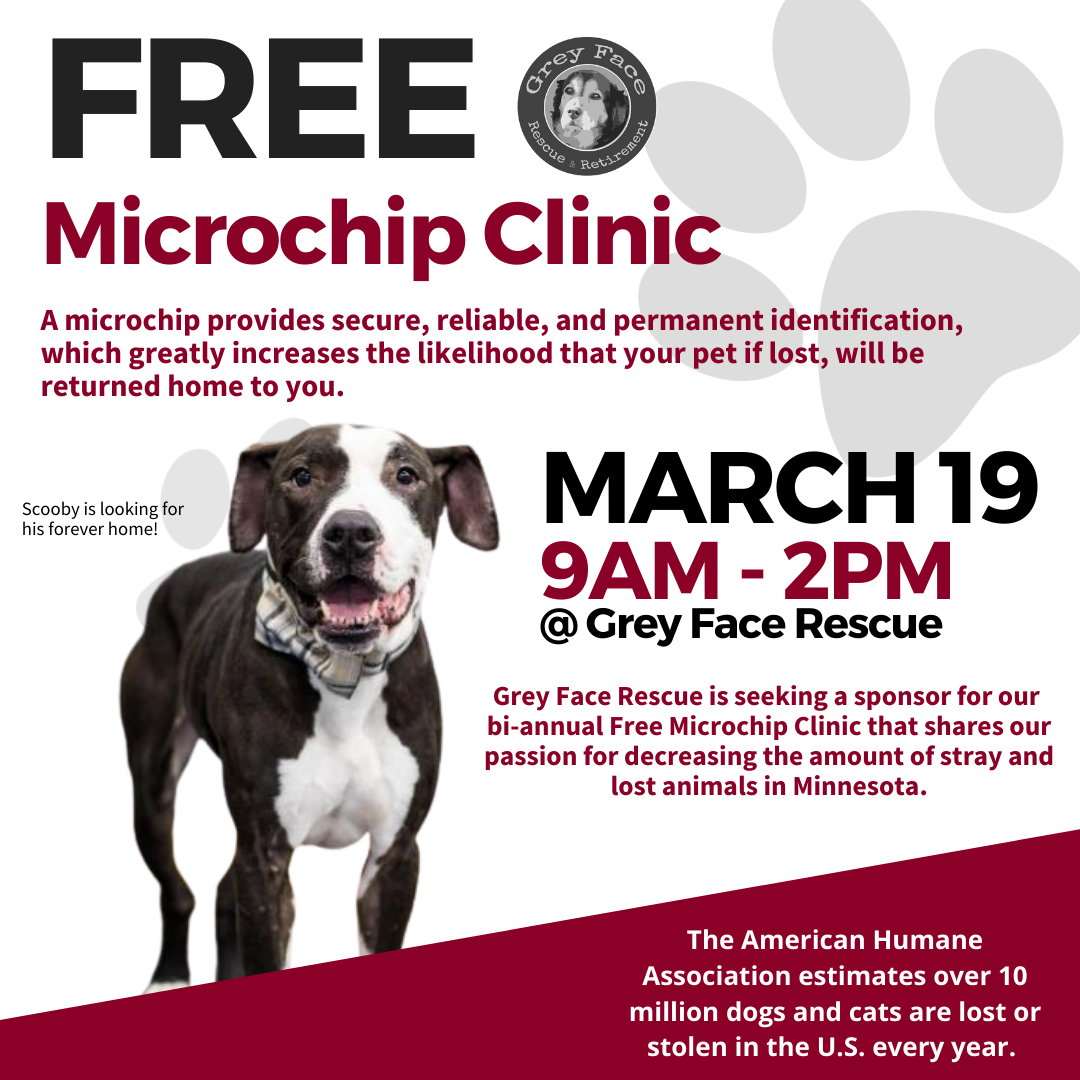 FREE
Grey Face
Rescue & Retirement
Microchip Clinic
A microchip provides secure, reliable, and permanent identification,
which greatly increases the likelihood that your pet if lost, will be
returned home to you.
Scooby is looking for
his forever home!
MARCH 19
9AM - 2PM
@ Grey Face Rescue
Grey Face Rescue is seeking a sponsor for our
bi-annual Free Microchip Clinic that shares our
passion for decreasing the amount of stray and
lost animals in Minnesota.
The American Humane
Association estimates over 10
million dogs and cats are lost or
stolen in the U.S. every year.